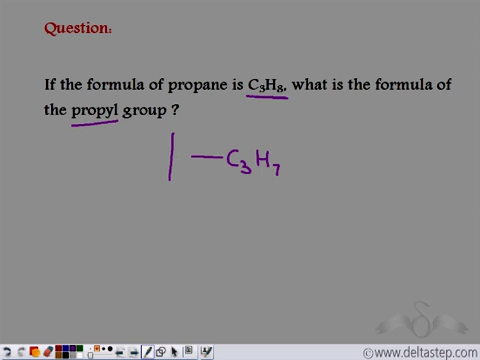 Question:
If the formula of propane is C₃H₈, what is the formula of
the propyl group ?
—C₃H₇
©www.deltastep.com